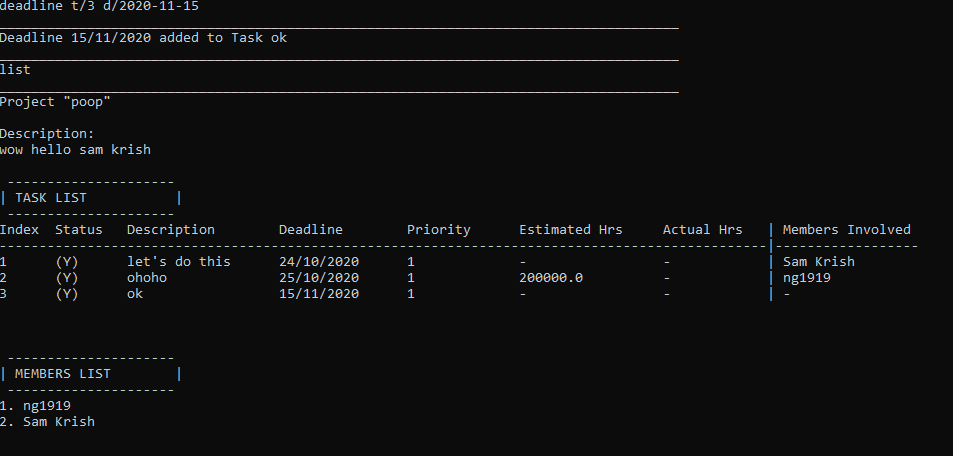 deadline t/3 d/2020-11-15
_____________________________________________________________________________________
Deadline 15/11/2020 added to Task ok
_____________________________________________________________________________________
list
_____________________________________________________________________________________
Project "poop"
Description:
wow hello sam krish
---------------------
| TASK LIST           |
---------------------
Index  Status   Description        Deadline        Priority      Estimated Hrs     Actual Hrs   | Members Involved
------------------------------------------------------------------------------------------------|------------------
1      (Y)      let's do this      24/10/2020      1             -                 -            | Sam Krish
2      (Y)      ohoho              25/10/2020      1             200000.0          -            | ng1919
3      (Y)      ok                 15/11/2020      1             -                 -            | -
---------------------
| MEMBERS LIST        |
---------------------
1. ng1919
2. Sam Krish